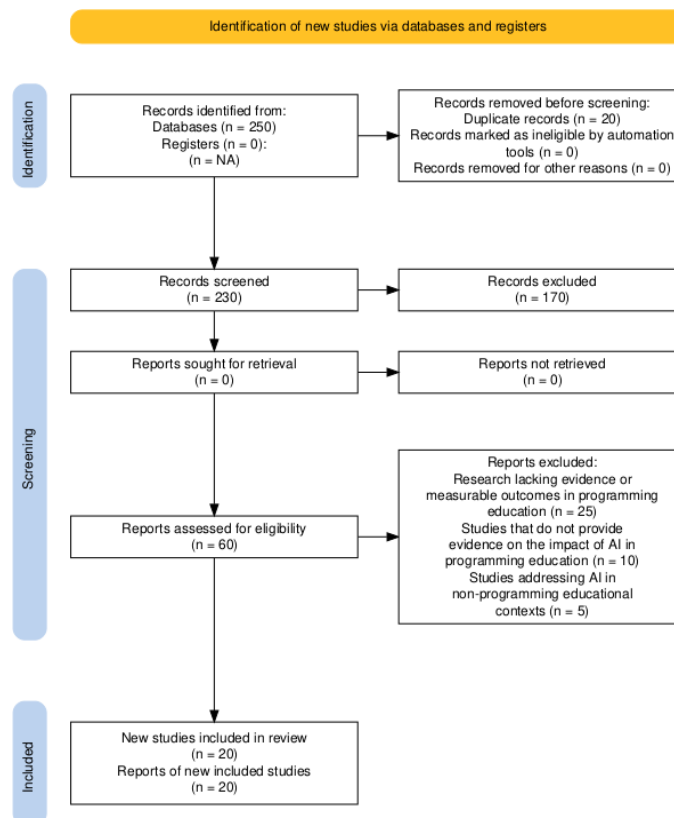 Identification of new studies via databases and registers
Identification
Records identified from:
Databases (n = 250)
Registers (n = 0):
(n = NA)
Records removed before screening:
Duplicate records (n = 20)
Records marked as ineligible by automation
tools (n = 0)
Records removed for other reasons (n = 0)
Screening
Records screened
(n = 230)
Records excluded
(n = 170)
Reports sought for retrieval
(n = 0)
Reports not retrieved
(n = 0)
Reports assessed for eligibility
(n = 60)
Reports excluded:
Research lacking evidence or
measurable outcomes in programming
education (n = 25)
Studies that do not provide
evidence on the impact of AI in
programming education (n = 10)
Studies addressing AI in
non-programming educational
contexts (n = 5)
Included
New studies included in review
(n = 20)
Reports of new included studies
(n = 20)